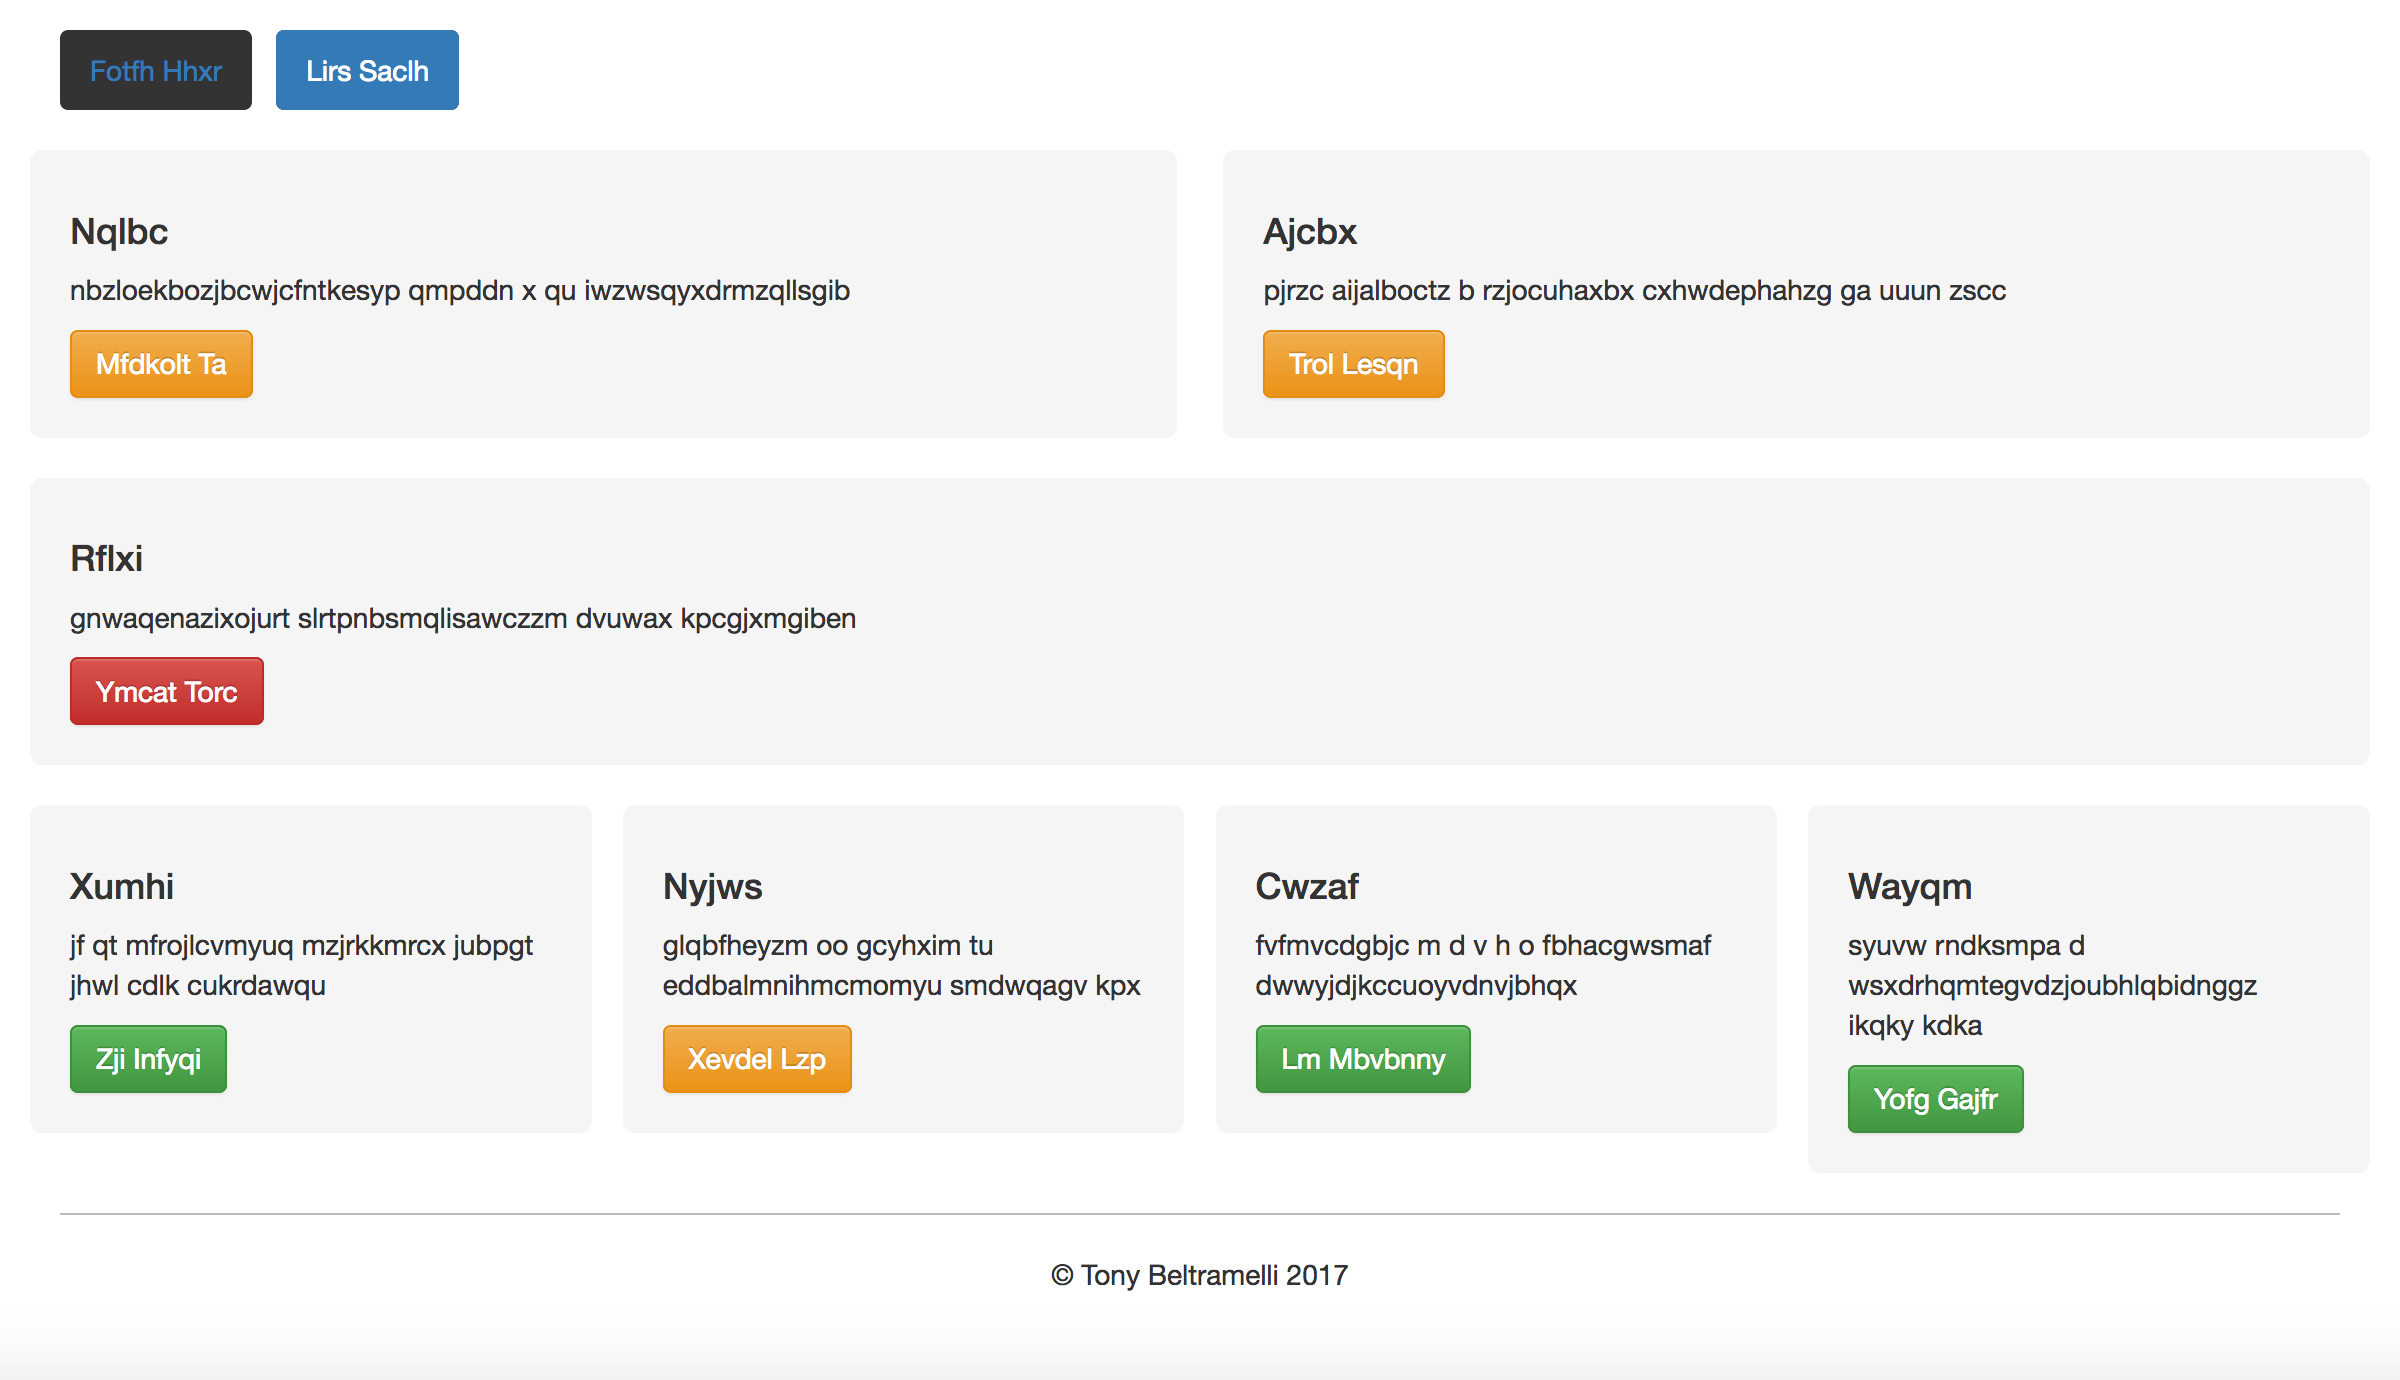 Fotfh Hhxr
Lirs Saclh
Nqlbc
nbzloekbozjbcwjcfntkesyp qmpddn x qu iwzwsqyxdrmzqllsgib
Mfdkolt Ta
Ajcbx
pjrzc aijalboctz b rzjocuhaxbx cxhwdephahzg ga uuun zscc
Trol Lesqn
Rflxi
gnwaqenazixojurt slrtpnbsmqlisawczzm dvuwax kpcgjxmgiben
Ymcat Torc
Xumhi
jf qt mfrojlcvmyuq mzjrkkmrcx jubpgt
jhwl cdlk cukrdawqu
Zji Infyqi
Nyjws
glqbfheyzm oo gcyhxim tu
eddbalmnihmcmomyu smdwqagv kpx
Xevdel Lzp
Cwzaf
fvfmvcdgbjc m d v h o fbhacgwsmaf
dwwyjdjkccuoyvdnvjbhqx
Lm Mbvbnny
Wayqm
syuvw rndksmpa d
wsxdrhqmtegvdzjoubhlqbidnggz
ikqky kdka
Yofg Gajfr
© Tony Beltramelli 2017